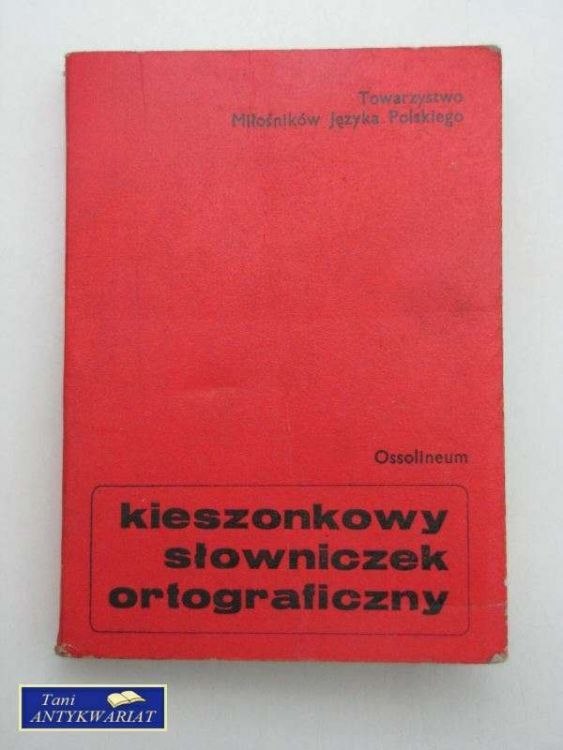 Towarzystwo
Miłośników Języka Polskiego
Ossolineum
kieszonkowy
słowniczek
ortograficzny
Tani
ANTYKWARIAT